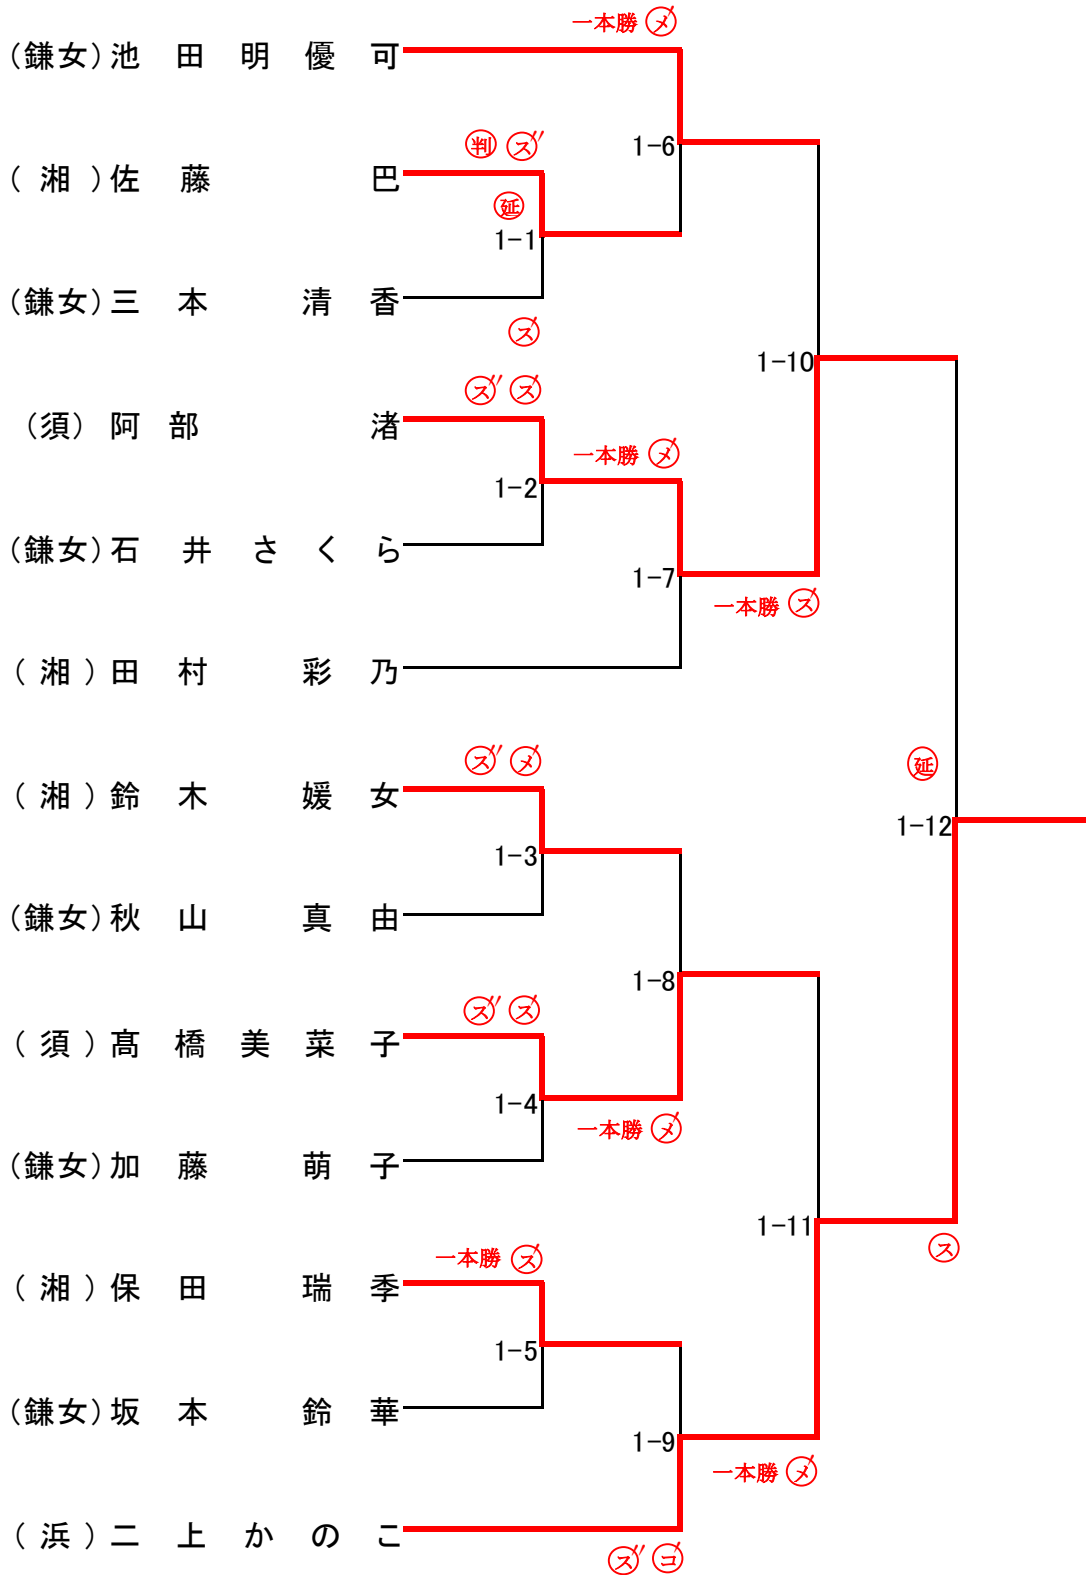 一本勝 メ
(鎌女) 池田明優可
判 ズ
1-6
(湘) 佐藤巴
延
1-1
(鎌女) 三本清香
ス
1-10
ズ ス
(須) 阿部渚
一本勝 メ
1-2
(鎌女) 石井さくら
1-7
一本勝 ス
(湘) 田村彩乃
ズ メ
延
(湘) 鈴木媛女
1-12
1-3
(鎌女) 秋山真由
1-8
ズ ス
(須) 髙橋美菜子
1-4
一本勝 メ
(鎌女) 加藤萌子
1-11
一本勝 ス
ス
(湘) 保田瑞季
1-5
(鎌女) 坂本鈴華
1-9
一本勝 メ
(浜) 二上かのこ
ズ コ